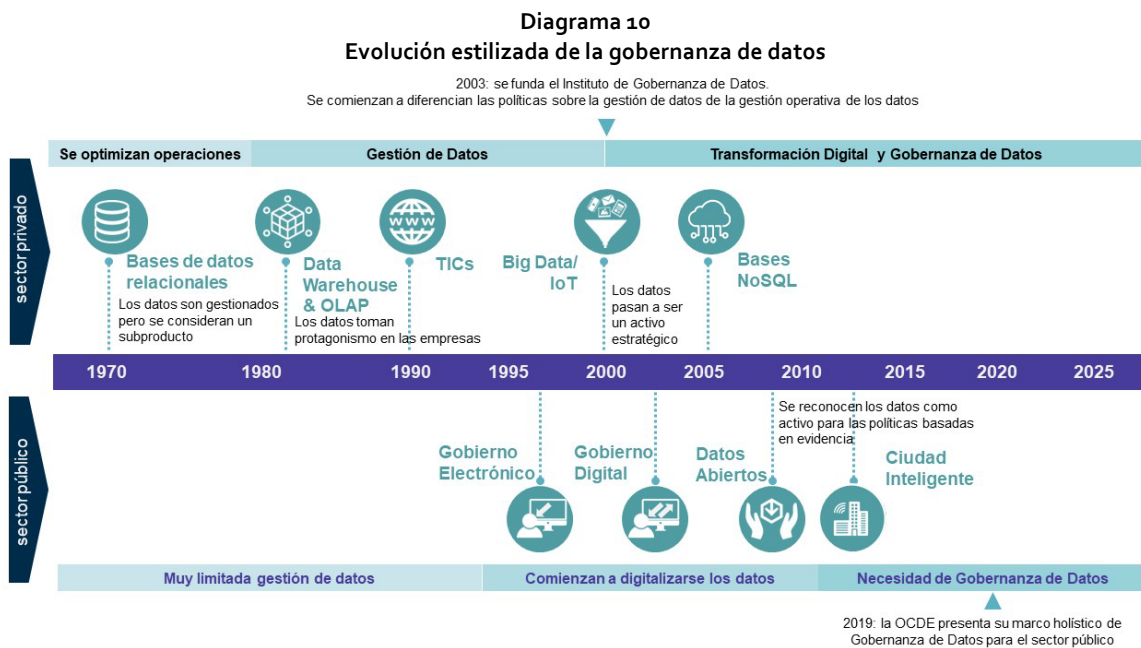 Diagrama 10
Evolución estilizada de la gobernanza de datos
2003: se funda el Instituto de Gobernanza de Datos.
Se comienzan a diferencian las políticas sobre la gestión de datos de la gestión operativa de los datos
Se optimizan operaciones
Gestión de Datos
Transformación Digital y Gobernanza de Datos
sector privado
WWW
Bases de datos
relacionales
Los datos son gestionados
pero se consideran un
subproducto
Data
Warehouse
& OLAP
Los datos toman
protagonismo en las empresas
TICs
Big Data/
IoT
Los datos
pasan a ser
un activo
estratégico
Bases
NoSQL
1970 1980 1990 1995 2000 2005 2010 2015 2020 2025
sector público
Gobierno
Electrónico
Gobierno
Digital
Datos
Abiertos
Se reconocen los datos como
activo para las políticas basadas
en evidencia
Ciudad
Inteligente
Muy limitada gestión de datos
Comienzan a digitalizarse los datos
Necesidad de Gobernanza de Datos
2019: la OCDE presenta su marco holístico de
Gobernanza de Datos para el sector público